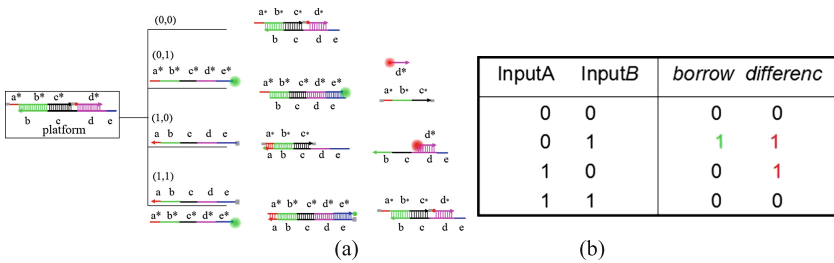 (0,0)
a* b* c* d*
b c d e
(0,1)
a* b* c* d* e*
a* b* c* d* e*
b c d e
d*
a* b* c*
a* b* c* d*
b c d e
platform
(1,0)
a b c d e
a* b* c*
a b c d e
d*
b c d e
(1,1)
a b c d e
a* b* c* d* e*
a* b* c* d* e*
a b c d e
a* b* c* d*
b c d e
(a)
InputA InputB borrow differenc
0 0 0 0
0 1 1 1
1 0 0 1
1 1 0 0
(b)